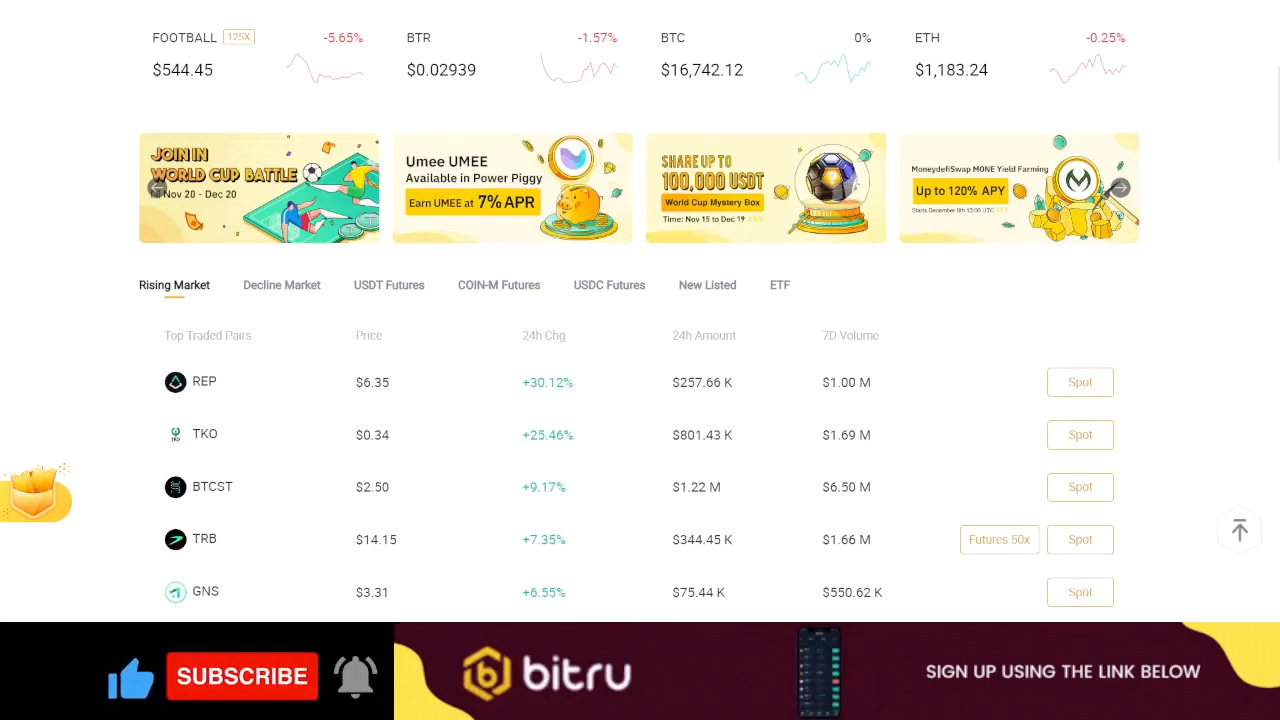 FOOTBALL 125X -5.65%
$544.45
BTR -1.57%
$0.02939
BTC 0%
$16,742.12
ETH -0.25%
$1,183.24
JOIN IN
WORLD CUP BATTLE
Nov 20 - Dec 20
Umee UMEE
Available in Power Piggy
Earn UMEE at 7% APR
SHARE UP TO
100,000 USDT
World Cup Mystery Box
Time: Nov 15 to Dec 19
MoneydefiSwap MONE Yield Farming
Up to 120% APY
Starts December 8th 13:00 UTC
Rising Market Decline Market USDT Futures COIN-M Futures USDC Futures New Listed ETF
Top Traded Pairs Price 24h Chg 24h Amount 7D Volume
REP $6.35 +30.12% $257.66 K $1.00 M Spot
TKO $0.34 +25.46% $801.43 K $1.69 M Spot
BTCST $2.50 +9.17% $1.22 M $6.50 M Spot
TRB $14.15 +7.35% $344.45 K $1.66 M Futures 50x Spot
GNS $3.31 +6.55% $75.44 K $550.62 K Spot
SUBSCRIBE
bitru
SIGN UP USING THE LINK BELOW